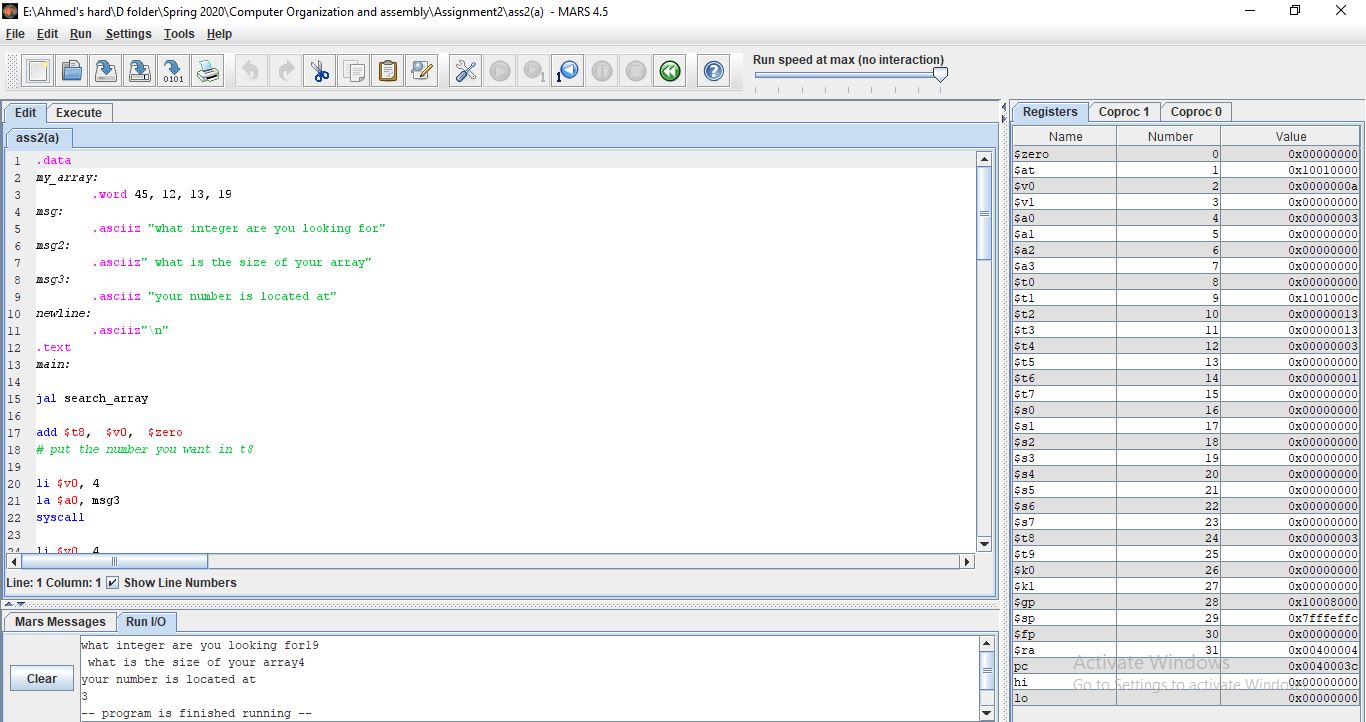 E:\Ahmed's hard\D folder\Spring 2020\Computer Organization and assembly\Assignment2\ass2(a) - MARS 4.5
File Edit Run Settings Tools Help
Run speed at max (no interaction)
Edit Execute
ass2(a)
1 .data
2 my_array:
3 .word 45, 12, 13, 19
4 msg:
5 .asciiz "what integer are you looking for"
6 msg2:
7 .asciiz" what is the size of your array"
8 msg3:
9 .asciiz "your number is located at"
10 newline:
11 .asciiz"\n"
12 .text
13 main:
14
15 jal search_array
16
17 add $t8, $v0, $zero
18 # put the number you want in t8
19
20 li $v0, 4
21 la $a0, msg3
22 syscall
23
24 li $v0, 4
Line: 1 Column: 1 Show Line Numbers
Mars Messages Run I/O
Clear
what integer are you looking for19
what is the size of your array4
your number is located at
3
-- program is finished running --
Registers Coproc 1 Coproc 0
Name Number Value
$zero 0 0x00000000
$at 1 0x10010000
$v0 2 0x0000000a
$v1 3 0x00000000
$a0 4 0x00000003
$a1 5 0x00000000
$a2 6 0x00000000
$a3 7 0x00000000
$t0 8 0x00000000
$t1 9 0x1001000c
$t2 10 0x00000013
$t3 11 0x00000013
$t4 12 0x00000003
$t5 13 0x00000000
$t6 14 0x00000001
$t7 15 0x00000000
$s0 16 0x00000000
$s1 17 0x00000000
$s2 18 0x00000000
$s3 19 0x00000000
$s4 20 0x00000000
$s5 21 0x00000000
$s6 22 0x00000000
$s7 23 0x00000000
$t8 24 0x00000003
$t9 25 0x00000000
$k0 26 0x00000000
$k1 27 0x00000000
$gp 28 0x10008000
$sp 29 0x7fffeffc
$fp 30 0x00000000
$ra 31 0x00400004
pc 0x0040003c
hi 0x00000000
lo 0x00000000
Activate Windows
Go to Settings to activate Windows.